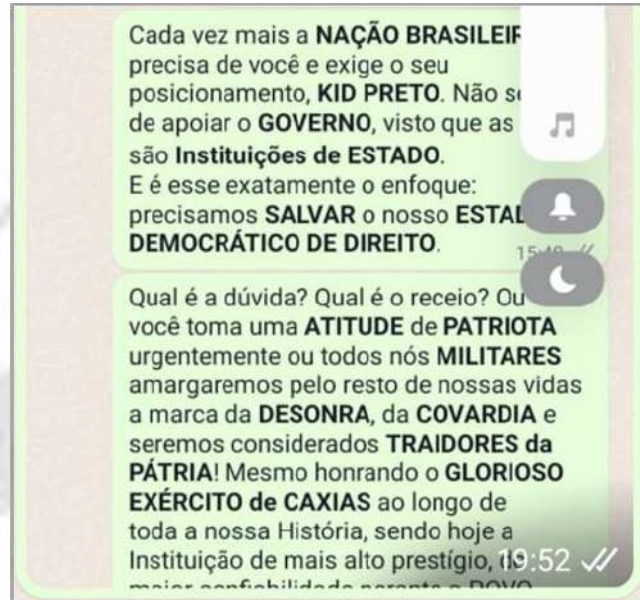 Cada vez mais a NAÇÃO BRASILEIR
precisa de você e exige o seu
posicionamento, KID PRETO. Não
de apoiar o GOVERNO, visto que as
são Instituições de ESTADO.
E é esse exatamente o enfoque:
precisamos SALVAR o nosso
DEMOCRÁTICO DE DIREITO.
Qual é a dúvida? Qual é o receio? Ou
você toma uma ATITUDE de PATRIOTA
urgentemente ou todos nós MILITARES
amargaremos pelo resto de nossas vidas
a marca da DESONRA, da COVARDIA e
seremos considerados TRAIDORES da
PÁTRIA! Mesmo honrando o GLORIOSO
EXÉRCITO de CAXIAS ao longo de
toda a nossa História, sendo hoje a
Instituição de mais alto prestígio,
19:52